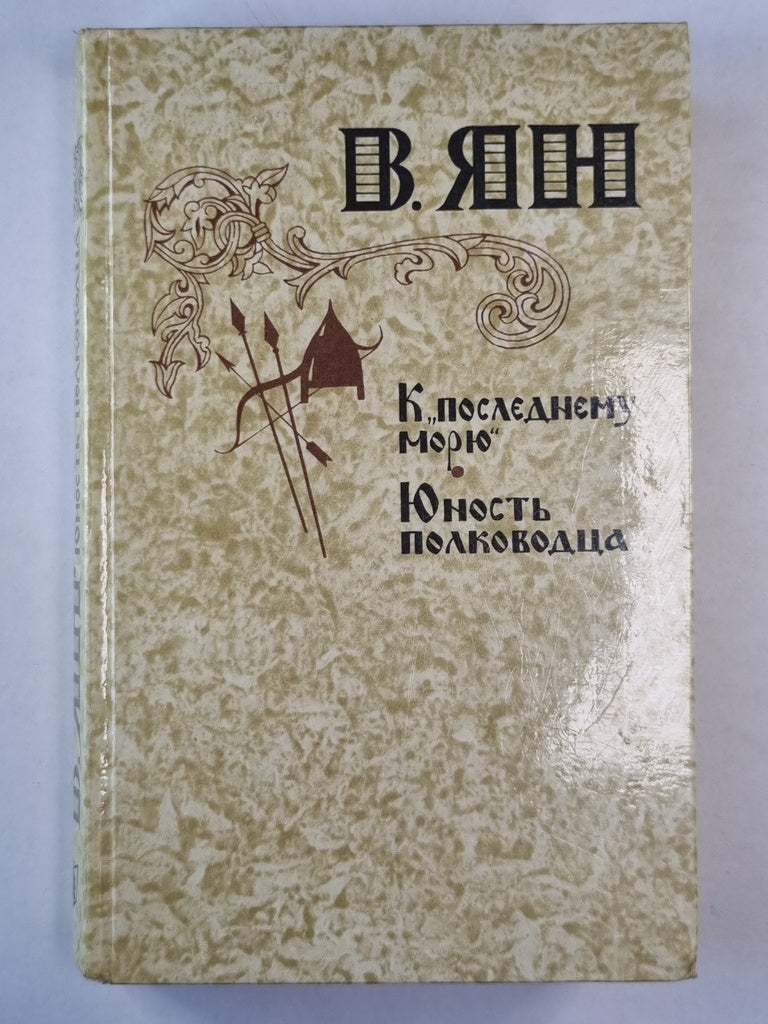 В. ЯН
К „последнему
морю“
Юность
полководца